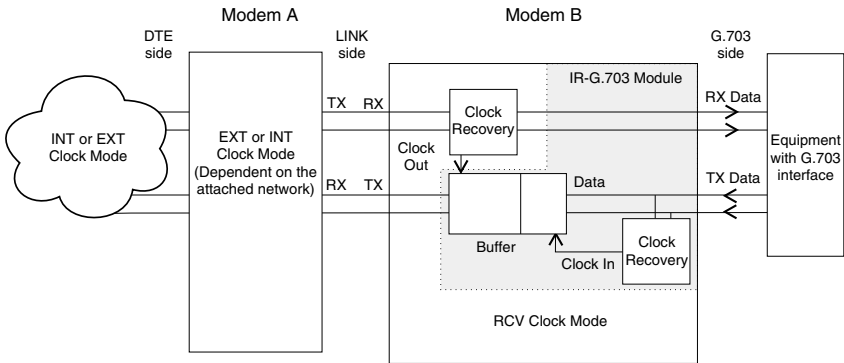 Modem A
Modem B
DTE
side
LINK
side
G.703
side
IR-G.703 Module
TX
RX
RX Data
Clock
Recovery
INT or EXT
Clock Mode
EXT or INT
Clock Mode
(Dependent on the
attached network)
Clock
Out
Equipment
with G.703
interface
RX
TX
Data
TX Data
Buffer
Clock In
Clock
Recovery
RCV Clock Mode